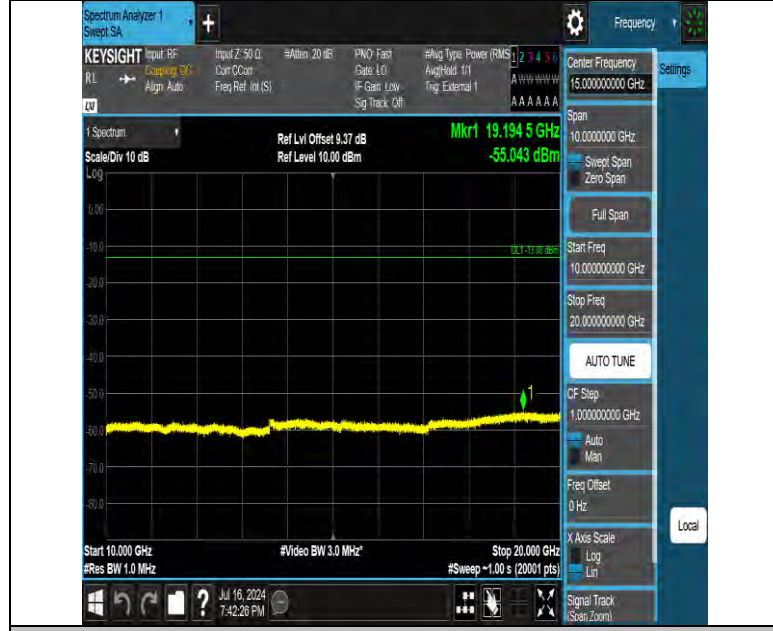 Spectrum Analyzer 1
Swept SA
Frequency
KEYSIGHT
RL
Input: RF
Coupling: DC
Align: Auto
Input Z: 50 Ω
Corr CCorr
Freq Ref: Int (S)
#Atten: 20 dB
PNO: Fast
Gate: LO
IF Gain: Low
Sig Track: Off
#Avg Type: Power (RMS
Avg|Hold: 1/1
Trig: External 1
1 2 3 4 5 6
A W W W W W
A A A A A A
LXI
1 Spectrum
Scale/Div 10 dB
Log
Ref Lvl Offset 9.37 dB
Ref Level 10.00 dBm
Mkr1 19.194 5 GHz
-55.043 dBm
0.00
-10.0
DL1 -13.00 dBm
-20.0
-30.0
-40.0
-50.0
1
-60.0
-70.0
-80.0
Start 10.000 GHz
#Res BW 1.0 MHz
#Video BW 3.0 MHz*
Stop 20.000 GHz
#Sweep ~1.00 s (20001 pts)
Jul 16, 2024
7:42:26 PM
Center Frequency
15.000000000 GHz
Settings
Span
10.0000000 GHz
Swept Span
Zero Span
Full Span
Start Freq
10.000000000 GHz
Stop Freq
20.000000000 GHz
AUTO TUNE
CF Step
1.000000000 GHz
Auto
Man
Freq Offset
0 Hz
X Axis Scale
Log
Lin
Local
Signal Track
(Span Zoom)